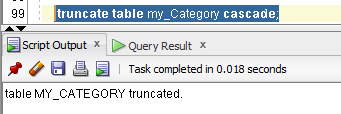 99 truncate table my_Category cascade;
Script Output x Query Result x
Task completed in 0.018 seconds
table MY_CATEGORY truncated.